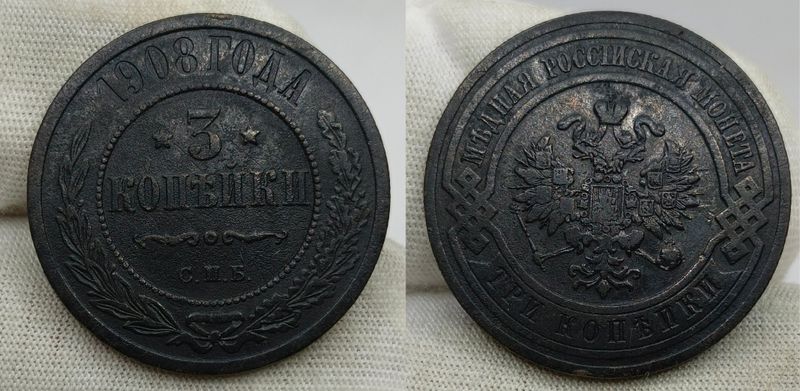 1908 ГОДА
3
КОПѢЙКИ
С.П.Б.
МѢДНАЯ РОССІЙСКАЯ МОНЕТА
ТРИ КОПѢЙКИ